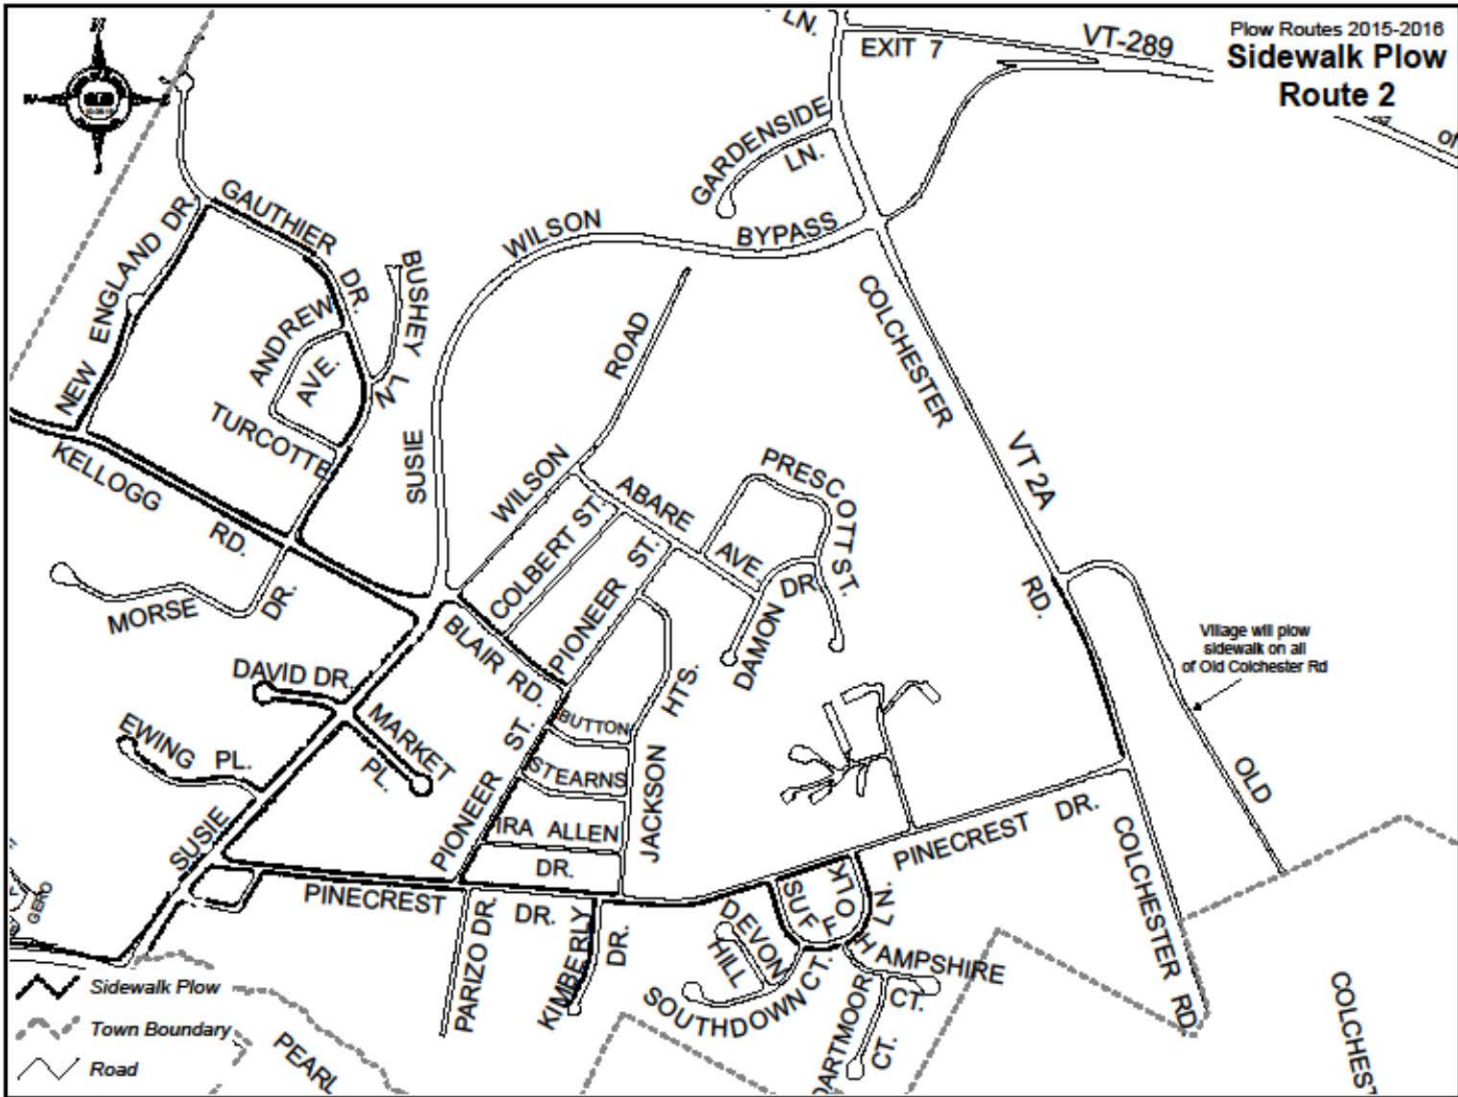 Plow Routes 2015-2016
Sidewalk Plow
Route 2
N
S
LN.
EXIT 7
VT-289
GARDENSIDE
LN.
GAUTHIER
DR.
NEW ENGLAND DR.
BUSHEY
LN
ANDREW
AVE.
TURCOTTE
WILSON
BYPASS
SUSIE
COLCHESTER
VT 2A
RD.
KELLOGG
RD.
WILSON
ROAD
ABARE
AVE
PRESCOTT ST.
COLBERT ST.
PIONEER
ST.
DAMON
DR.
MORSE
DR.
BLAIR RD.
Village will plow
sidewalk on all
of Old Colchester Rd
DAVID DR.
MARKET
PL.
EWING
PL.
BUTTON
HTS.
STEARNS
JACKSON
IRA ALLEN
DR.
PIONEER
ST.
SUSIE
OLD
PINECREST
DR.
PINECREST
DR.
COLCHESTER RD.
GERO
PARIZO DR.
KIMBERLY
DR.
SUFFOLK
LN.
DEVON
HILL
HAMPSHIRE
CT.
SOUTHDOWN CT.
DARTMOOR
CT.
PEARL
Sidewalk Plow
Town Boundary
Road